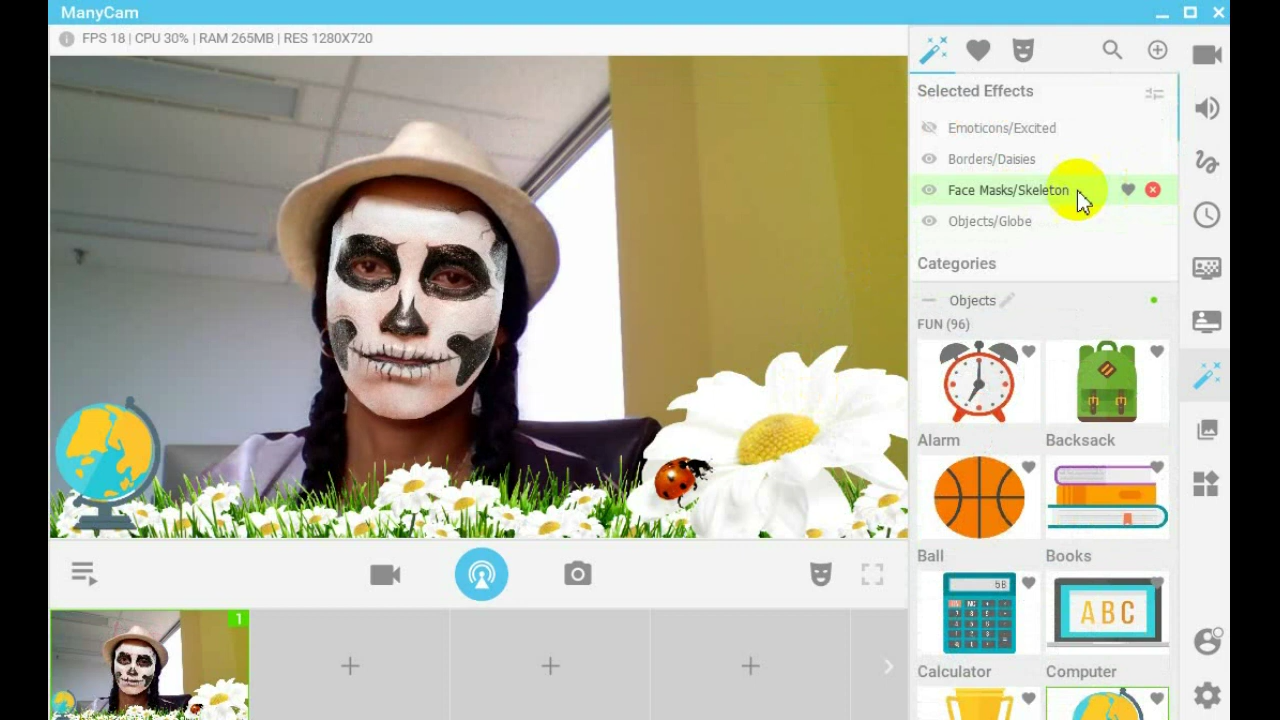 ManyCam
FPS 18 | CPU 30% | RAM 265MB | RES 1280X720
Selected Effects
Emoticons/Excited
Borders/Daisies
Face Masks/Skeleton
Objects/Globe
Categories
Objects
FUN (96)
Alarm
Backsack
Ball
Books
58
ABC
Calculator
Computer
1